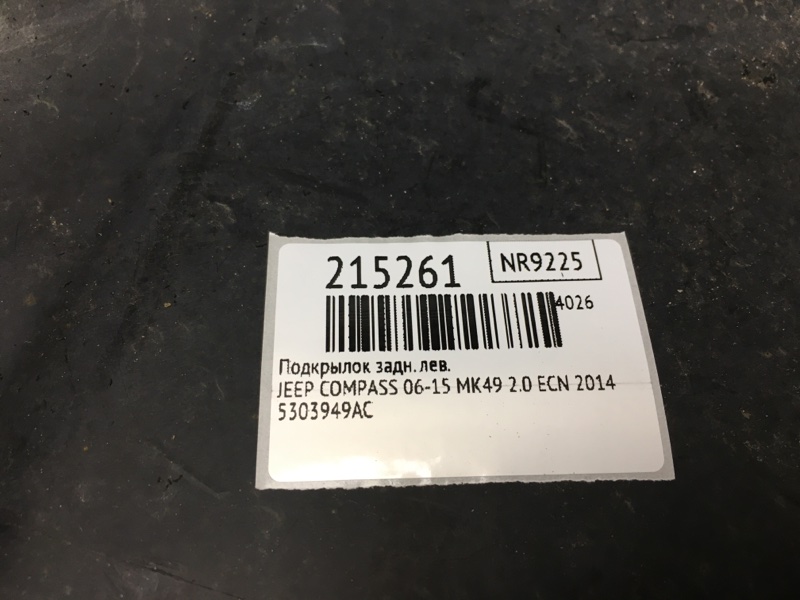 215261
NR9225
4026
Подкрылок задн.лев.
JEEP COMPASS 06-15 MK49 2.0 ECN 2014
5303949AC